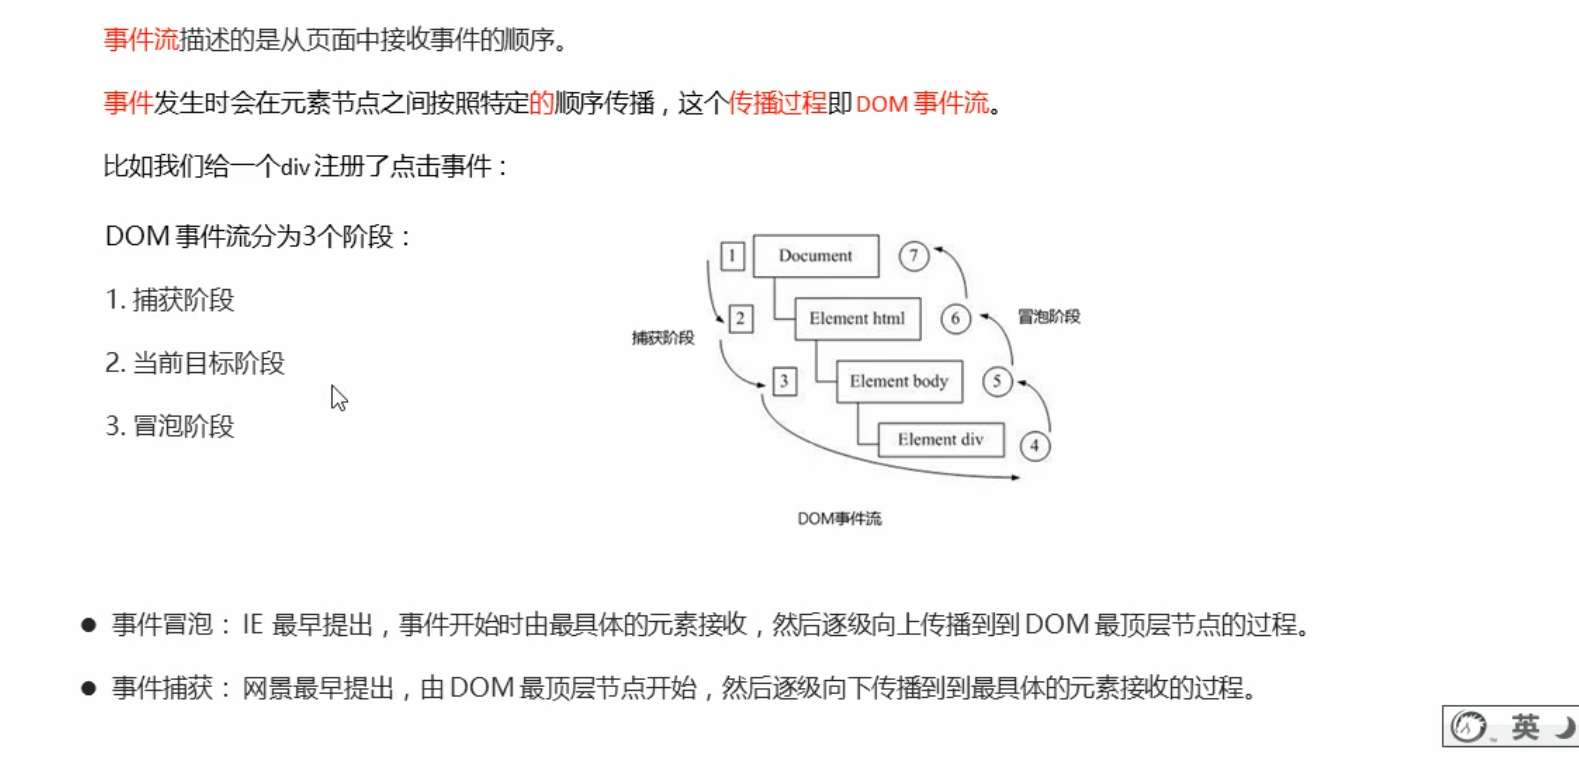 事件流描述的是从页面中接收事件的顺序。
事件发生时会在元素节点之间按照特定的顺序传播，这个传播过程即DOM 事件流。
比如我们给一个div 注册了点击事件：
DOM 事件流分为3个阶段：
1. 捕获阶段
2. 当前目标阶段
3. 冒泡阶段
1 Document 7
2 Element html 6
捕获阶段
冒泡阶段
3 Element body 5
Element div 4
DOM事件流
● 事件冒泡： IE 最早提出，事件开始时由最具体的元素接收，然后逐级向上传播到到 DOM 最顶层节点的过程。
● 事件捕获： 网景最早提出，由 DOM 最顶层节点开始，然后逐级向下传播到到最具体的元素接收的过程。
英